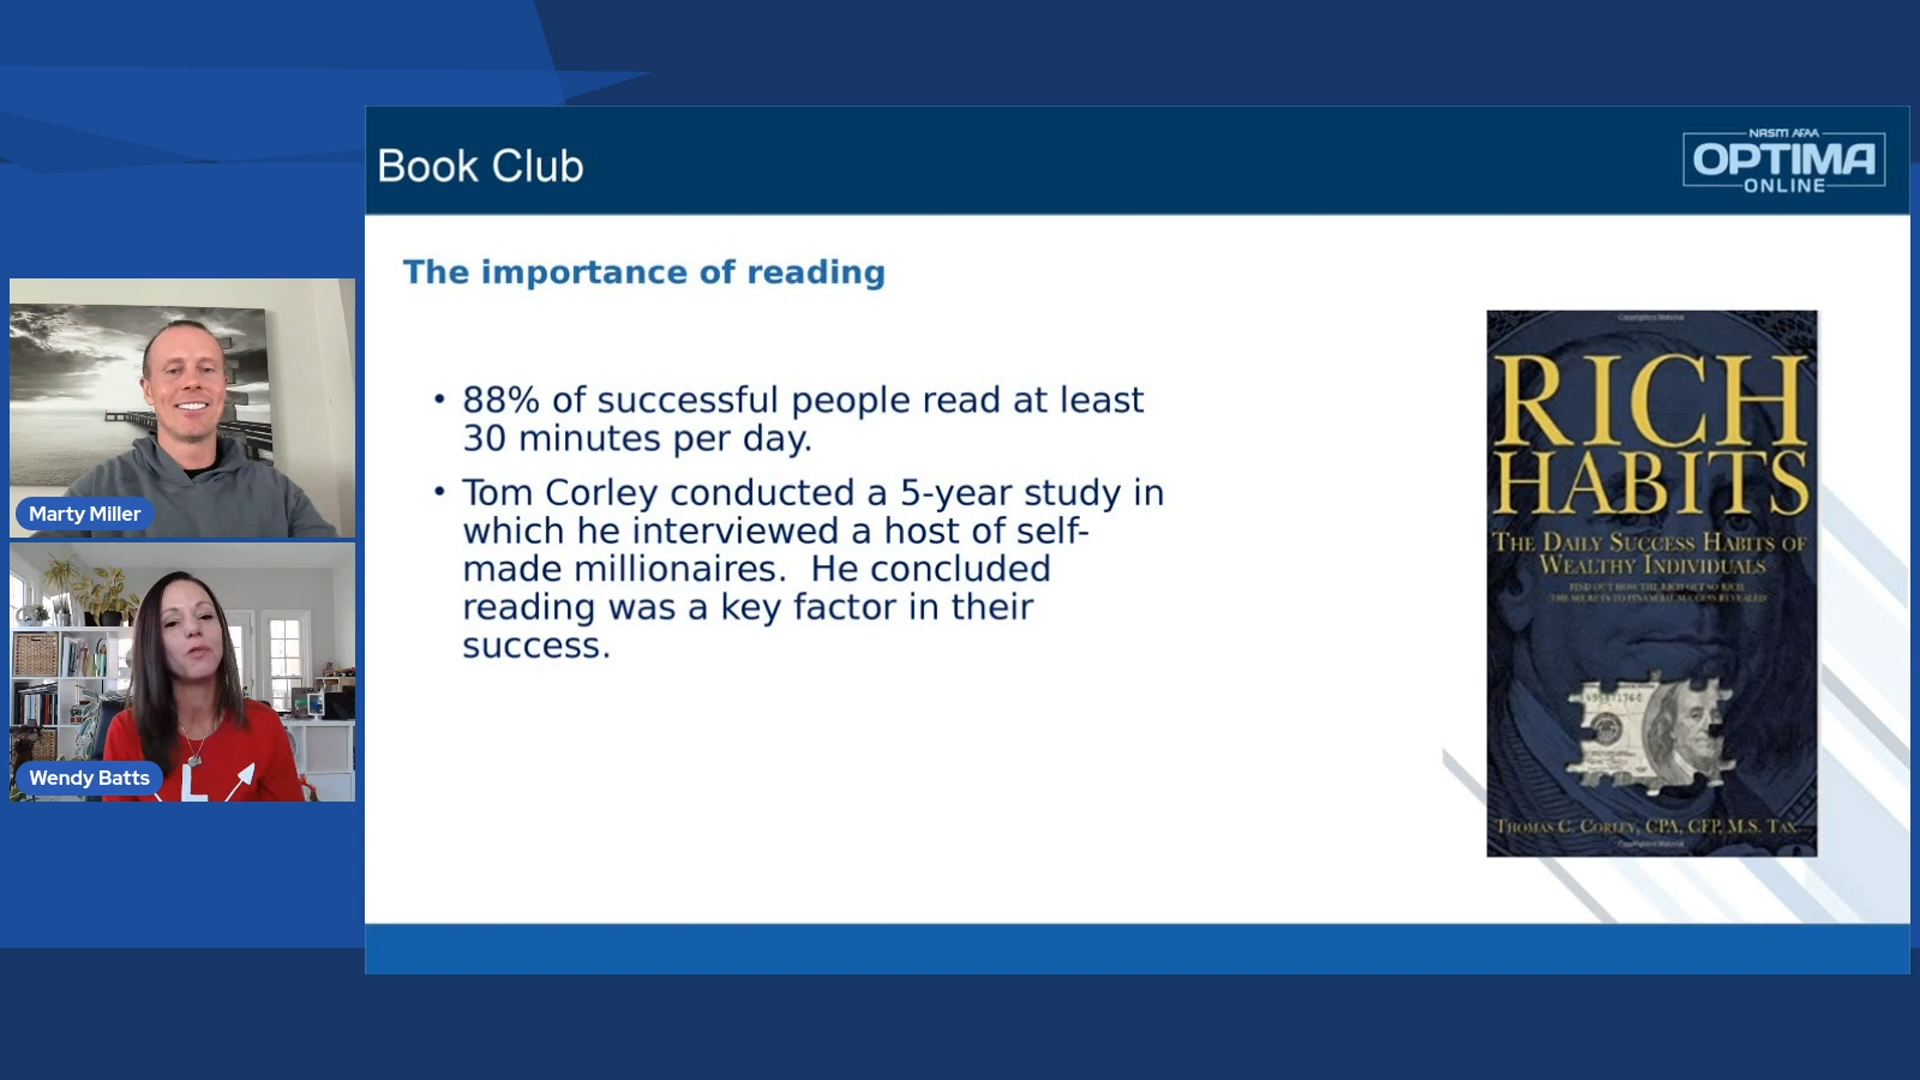 Book Club
NASM AFAA
OPTIMA
ONLINE
The importance of reading
• 88% of successful people read at least
30 minutes per day.
• Tom Corley conducted a 5-year study in
which he interviewed a host of self-
made millionaires.  He concluded
reading was a key factor in their
success.
Copyrighted Material
RICH
HABITS
THE DAILY SUCCESS HABITS OF
WEALTHY INDIVIDUALS
FIND OUT HOW THE RICH GET SO RICH
THE SECRETS TO FINANCIAL SUCCESS REVEALED
THOMAS C. CORLEY, CPA, CFP, M.S. TAX
Copyrighted Material
Marty Miller
Wendy Batts
L